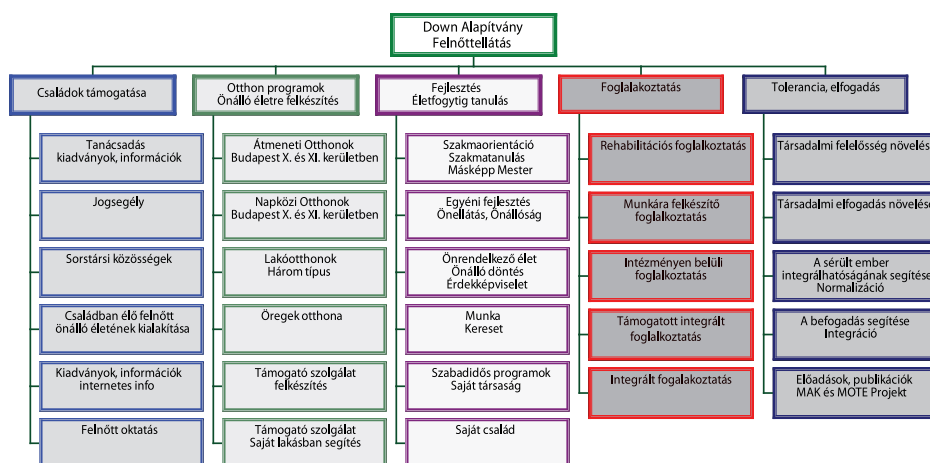 Down Alapítvány
Felnőttellátás
Családok támogatása
Tanácsadás
kiadványok, információk
Jogsegély
Sorstársi közösségek
Családban élő felnőtt
önálló életének kialakítása
Kiadványok, információk
internetes info
Felnőtt oktatás
Otthon programok
Önálló életre felkészítés
Átmeneti Otthonok
Budapest X. és XI. kerületben
Napközi Otthonok
Budapest X. és XI. kerületben
Lakóotthonok
Három típus
Öregek otthona
Támogató szolgálat
felkészítés
Támogató szolgálat
Saját lakásban segítés
Fejlesztés
Életfogytig tanulás
Szakmaorientáció
Szakmatanulás
Másképp Mester
Egyéni fejlesztés
Önellátás, Önállóság
Önrendelkező élet
Önálló döntés
Érdekképviselet
Munka
Kereset
Szabadidős programok
Saját társaság
Saját család
Foglalakoztatás
Rehabilitációs foglalkoztatás
Munkára felkészítő
foglalkoztatás
Intézményen belüli
foglalkoztatás
Támogatott integrált
foglalkoztatás
Integrált fogalakoztatás
Tolerancia, elfogadás
Társadalmi felelősség növelése
Társadalmi elfogadás növelése
A sérült ember
integrálhatóságának segítése
Normalizáció
A befogadás segítése
Integráció
Előadások, publikációk
MAK és MOTE Projekt